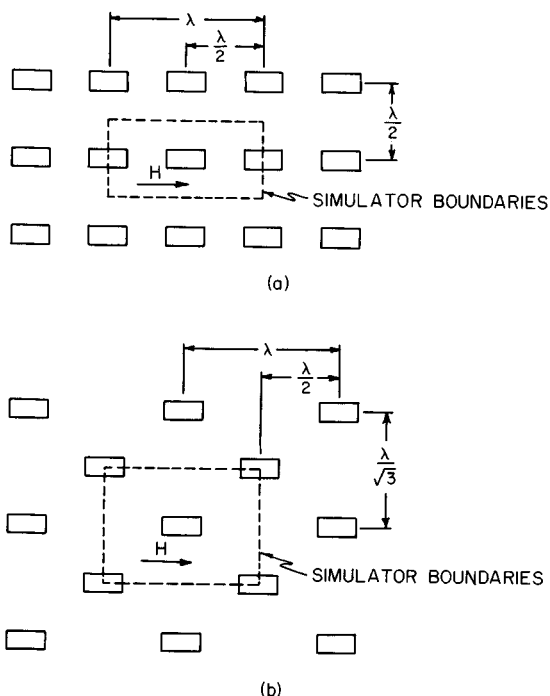 λ
λ/2
λ/2
H
SIMULATOR BOUNDARIES
(a)
λ
λ/2
λ/√3
H
SIMULATOR BOUNDARIES
(b)